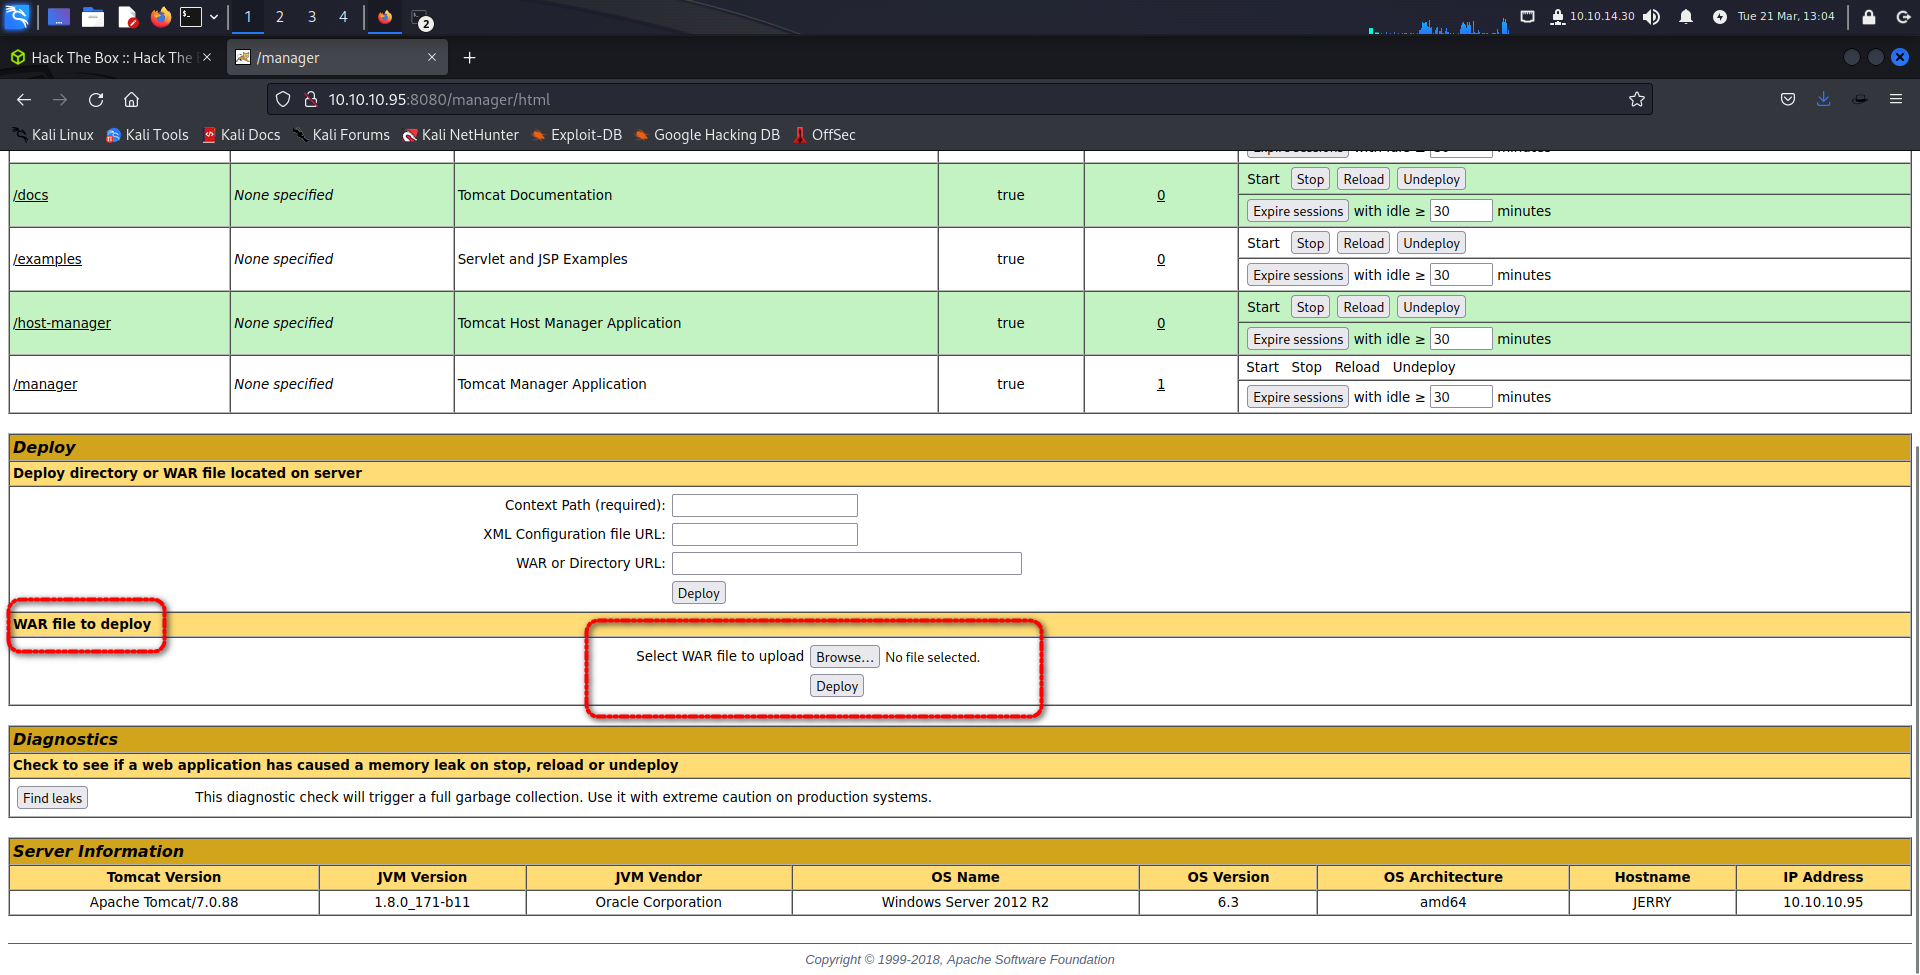 1 2 3 4 2 10.10.14.30 Tue 21 Mar, 13:04
Hack The Box :: Hack The /manager
10.10.10.95:8080/manager/html
Kali Linux Kali Tools Kali Docs Kali Forums Kali NetHunter Exploit-DB Google Hacking DB OffSec
/docs None specified Tomcat Documentation true 0 Start Stop Reload Undeploy
Expire sessions with idle ≥ 30 minutes
/examples None specified Servlet and JSP Examples true 0 Start Stop Reload Undeploy
Expire sessions with idle ≥ 30 minutes
/host-manager None specified Tomcat Host Manager Application true 0 Start Stop Reload Undeploy
Expire sessions with idle ≥ 30 minutes
/manager None specified Tomcat Manager Application true 1 Start Stop Reload Undeploy
Expire sessions with idle ≥ 30 minutes
Deploy
Deploy directory or WAR file located on server
Context Path (required):
XML Configuration file URL:
WAR or Directory URL:
Deploy
WAR file to deploy
Select WAR file to upload Browse... No file selected.
Deploy
Diagnostics
Check to see if a web application has caused a memory leak on stop, reload or undeploy
Find leaks This diagnostic check will trigger a full garbage collection. Use it with extreme caution on production systems.
Server Information
Tomcat Version JVM Version JVM Vendor OS Name OS Version OS Architecture Hostname IP Address
Apache Tomcat/7.0.88 1.8.0_171-b11 Oracle Corporation Windows Server 2012 R2 6.3 amd64 JERRY 10.10.10.95
Copyright © 1999-2018, Apache Software Foundation